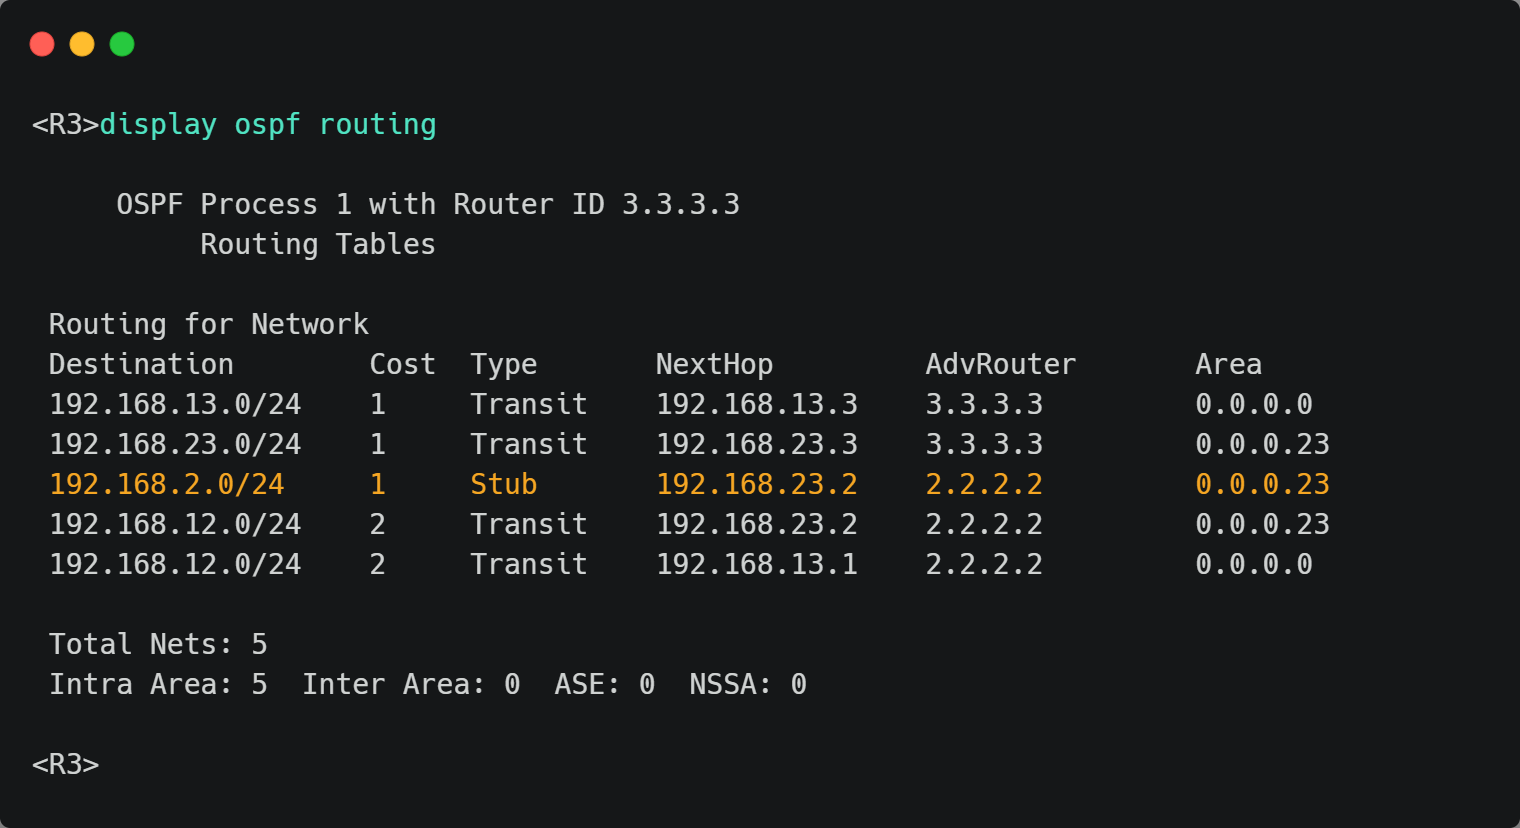 <R3>display ospf routing
OSPF Process 1 with Router ID 3.3.3.3
Routing Tables
Routing for Network
Destination        Cost  Type       NextHop         AdvRouter       Area
192.168.13.0/24    1     Transit    192.168.13.3    3.3.3.3         0.0.0.0
192.168.23.0/24    1     Transit    192.168.23.3    3.3.3.3         0.0.0.23
192.168.2.0/24     1     Stub       192.168.23.2    2.2.2.2         0.0.0.23
192.168.12.0/24    2     Transit    192.168.23.2    2.2.2.2         0.0.0.23
192.168.12.0/24    2     Transit    192.168.13.1    2.2.2.2         0.0.0.0
Total Nets: 5
Intra Area: 5  Inter Area: 0  ASE: 0  NSSA: 0
<R3>